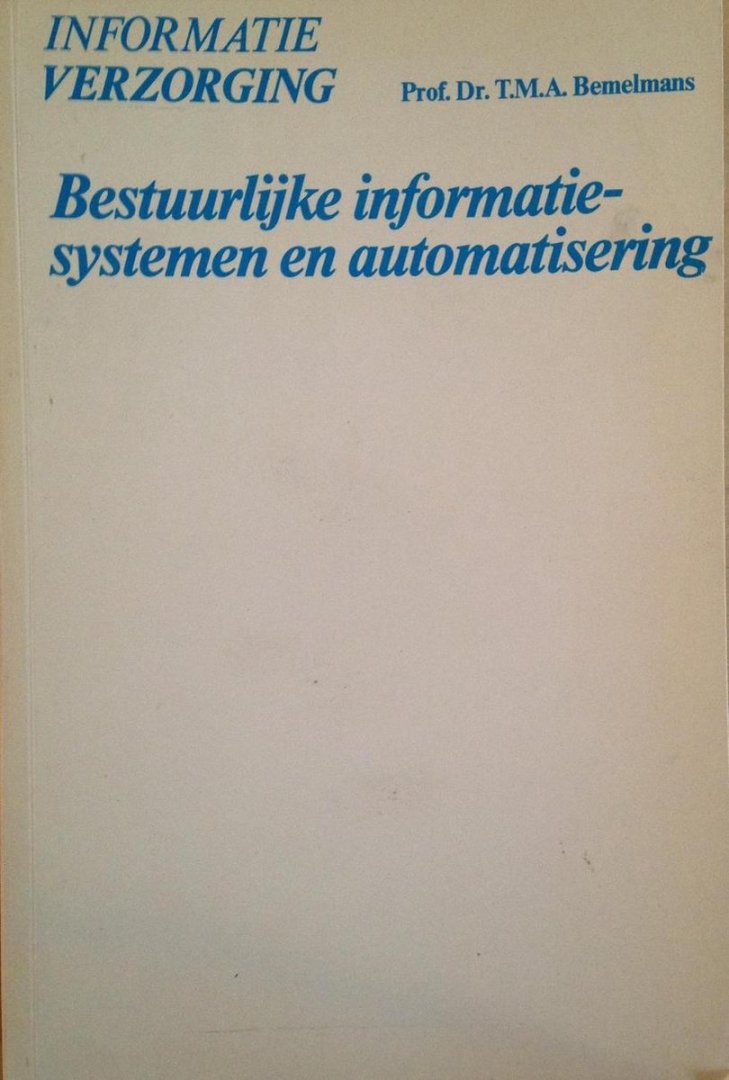 INFORMATIE
VERZORGING
Prof. Dr. T.M.A. Bemelmans
Bestuurlijke informatie-
systemen en automatisering